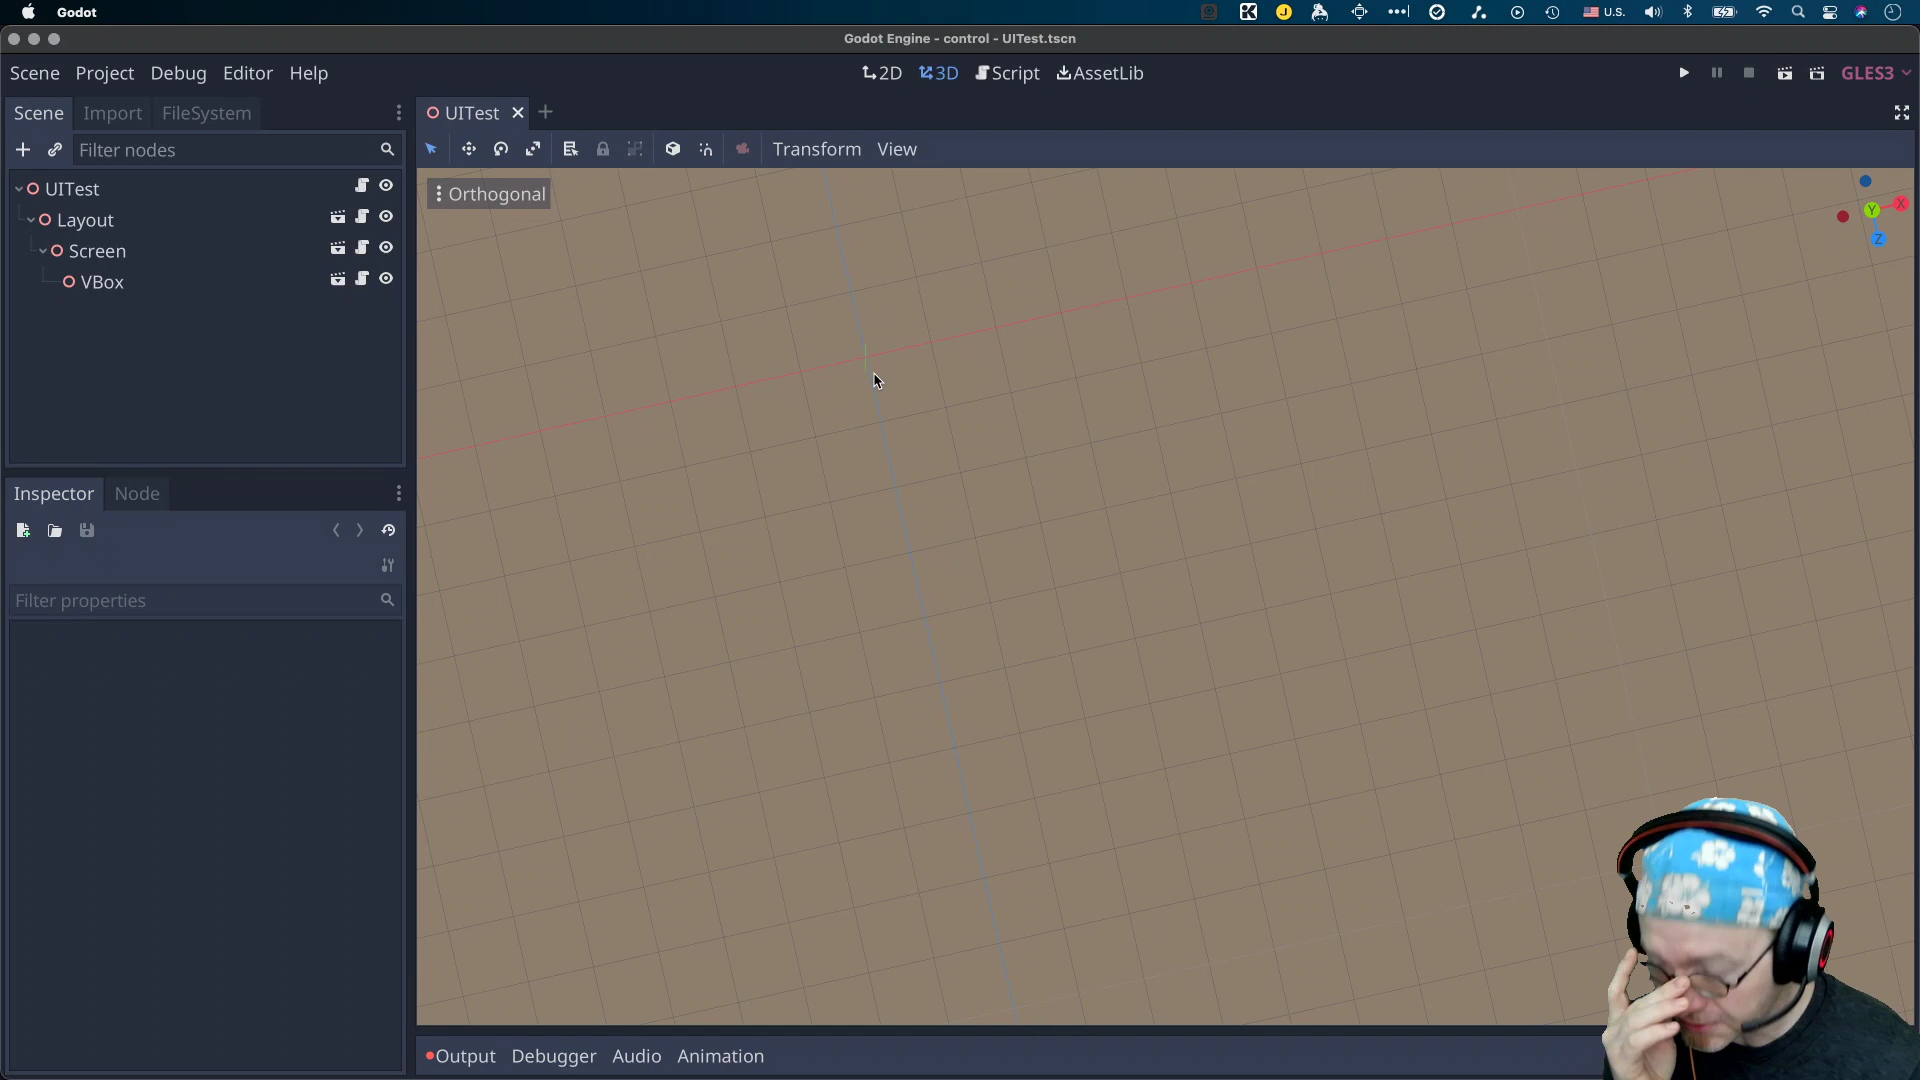 Godot
U.S.
Godot Engine - control - UITest.tscn
Scene Project Debug Editor Help
2D 3D Script AssetLib
GLES3
Scene Import FileSystem
UITest
Filter nodes
Transform View
UITest
Layout
Screen
VBox
Orthogonal
X
Y
Z
Inspector Node
Filter properties
Output Debugger Audio Animation